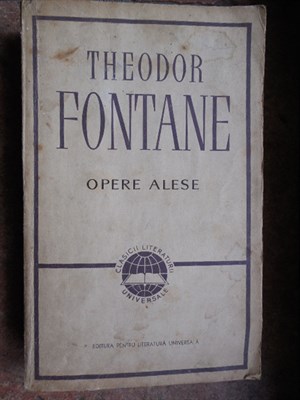 THEODOR
FONTANE
OPERE ALESE
CLASICII LITERATURII
UNIVERSALE
EDITURA PENTRU LITERATURA UNIVERSALĂ